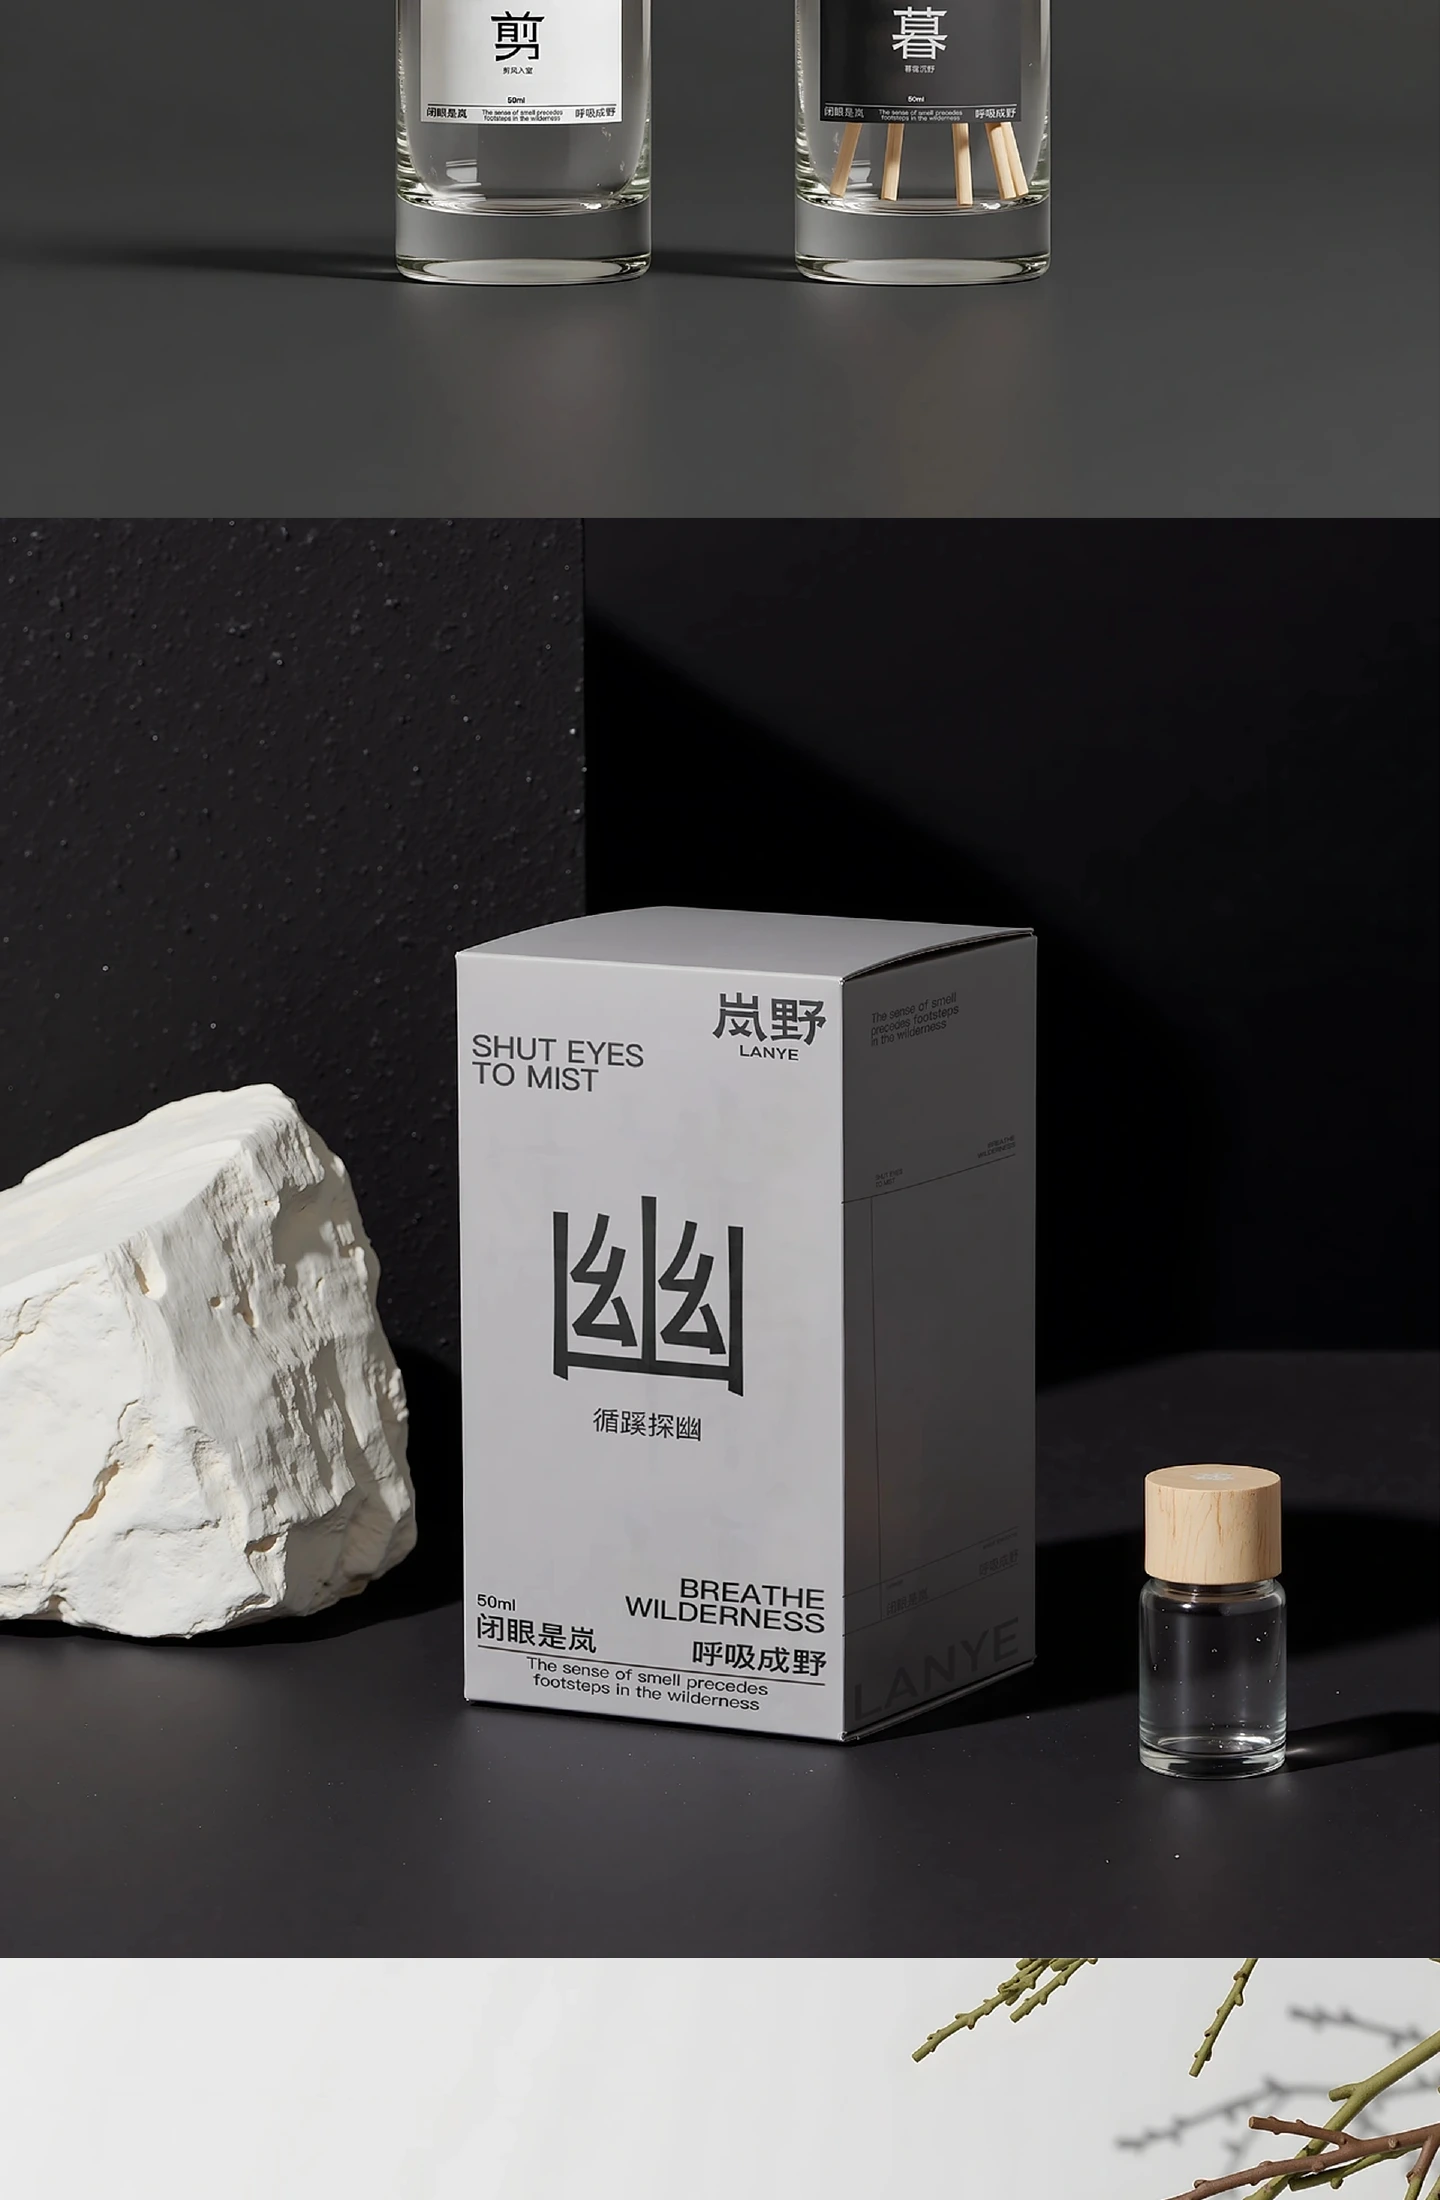 剪
剪风入室
50ml
闭眼是岚
The sense of smell precedes
footsteps in the wilderness
呼吸成野
暮
暮霭沉野
50ml
闭眼是岚
The sense of smell precedes
footsteps in the wilderness
呼吸成野
岚野
LANYE
SHUT EYES
TO MIST
幽
循蹊探幽
BREATHE
WILDERNESS
50ml
闭眼是岚
呼吸成野
The sense of smell precedes
footsteps in the wilderness
The sense of smell
precedes footsteps
in the wilderness
BREATHE
WILDERNESS
SHUT EYES
TO MIST
呼吸成野
闭眼是岚
LANYE